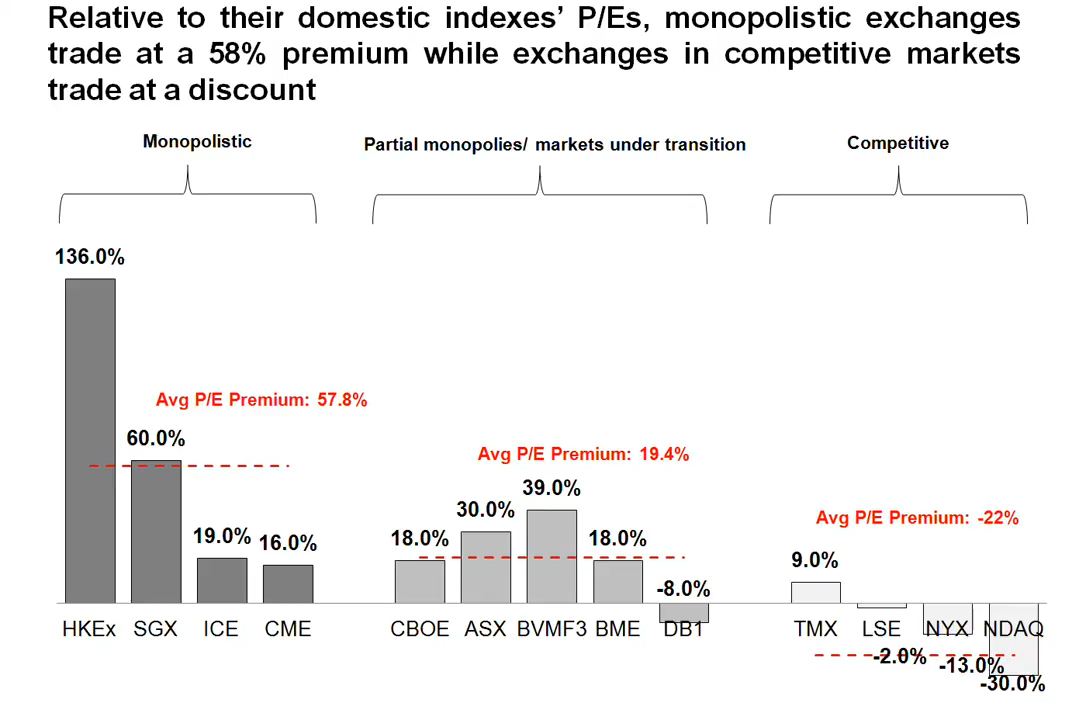 Relative to their domestic indexes’ P/Es, monopolistic exchanges
trade at a 58% premium while exchanges in competitive markets
trade at a discount
Monopolistic
Partial monopolies/ markets under transition
Competitive
136.0%
60.0%
19.0%
16.0%
Avg P/E Premium: 57.8%
18.0%
30.0%
39.0%
18.0%
-8.0%
Avg P/E Premium: 19.4%
9.0%
Avg P/E Premium: -22%
HKEx SGX ICE CME CBOE ASX BVMF3 BME DB1 TMX LSE NYX NDAQ
-2.0%
-13.0%
-30.0%